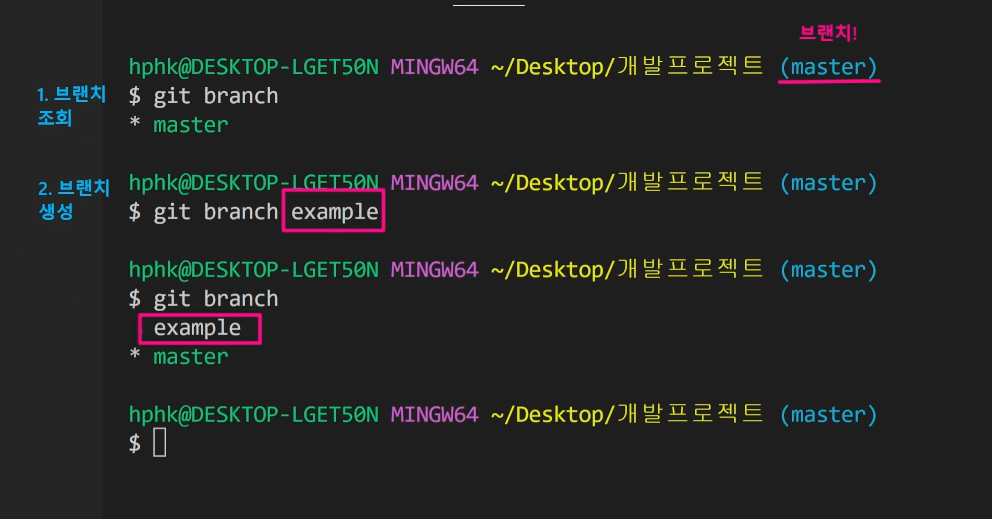 브랜치!
hphk@DESKTOP-LGET50N MINGW64 ~/Desktop/개발프로젝트 (master)
1. 브랜치
조회
$ git branch
* master
hphk@DESKTOP-LGET50N MINGW64 ~/Desktop/개발프로젝트 (master)
2. 브랜치
생성
$ git branch example
hphk@DESKTOP-LGET50N MINGW64 ~/Desktop/개발프로젝트 (master)
$ git branch
example
* master
hphk@DESKTOP-LGET50N MINGW64 ~/Desktop/개발프로젝트 (master)
$